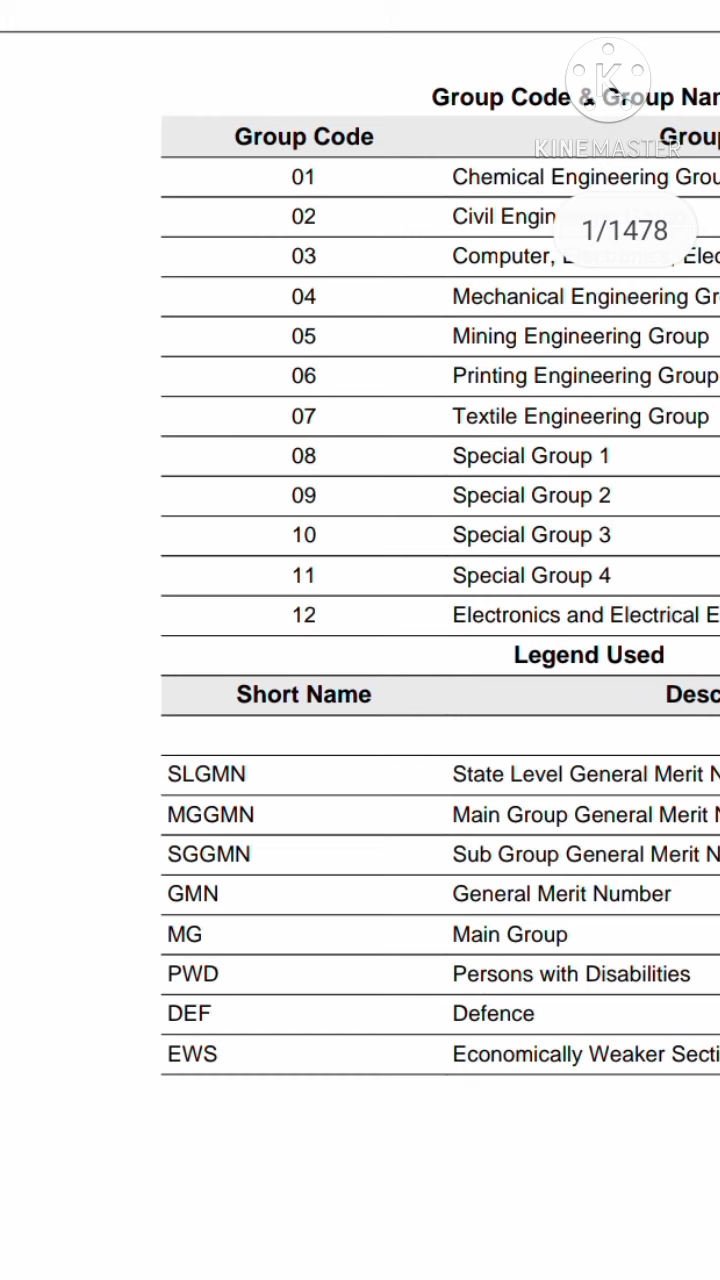 Group Code & Group Nam
Group Code Group
01 Chemical Engineering Grou
02 Civil Engin
03 Computer, Electronics, Elec
04 Mechanical Engineering Gr
05 Mining Engineering Group
06 Printing Engineering Group
07 Textile Engineering Group
08 Special Group 1
09 Special Group 2
10 Special Group 3
11 Special Group 4
12 Electronics and Electrical E
Legend Used
Short Name Desc
SLGMN State Level General Merit N
MGGMN Main Group General Merit N
SGGMN Sub Group General Merit N
GMN General Merit Number
MG Main Group
PWD Persons with Disabilities
DEF Defence
EWS Economically Weaker Secti
K
KINEMASTER
1/1478